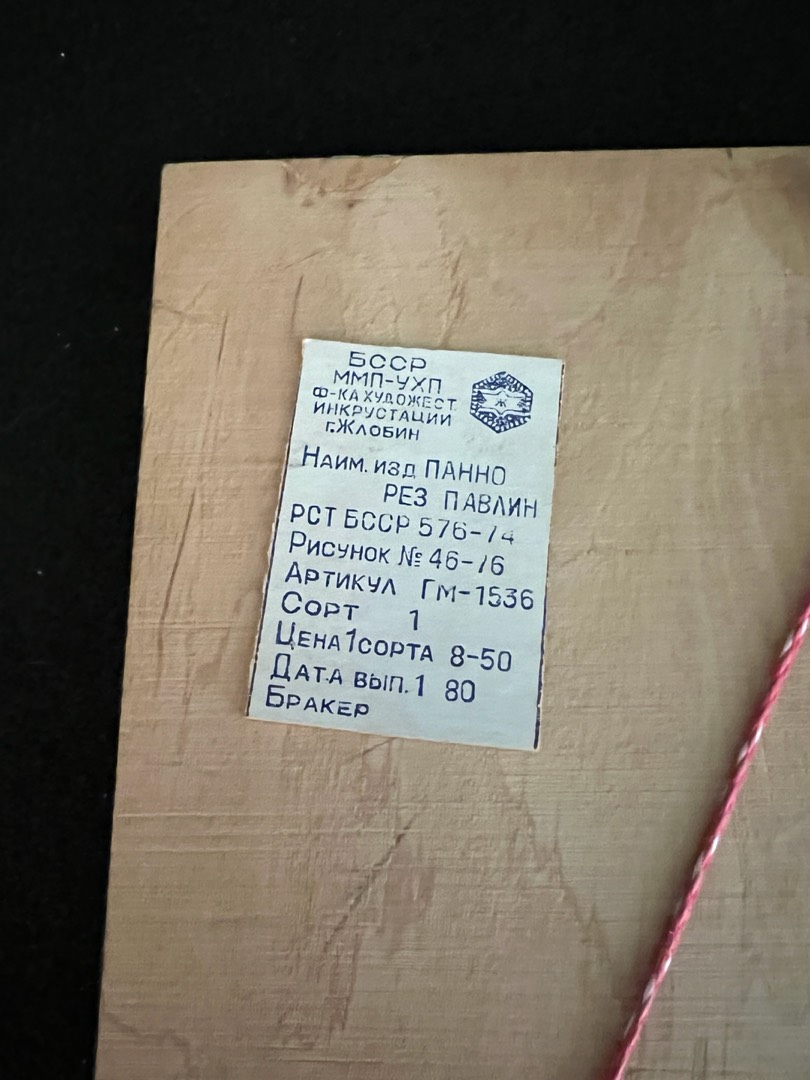 БССР
ММП-УХП
Ф-КА ХУДОЖЕСТ.
ИНКРУСТАЦИИ
г.ЖЛОБИН
Ж
НАИМ. ИЗД ПАННО
РЕЗ ПАВЛИН
РСТ БССР 576-74
РИСУНОК № 46-76
АРТИКУЛ ГМ-1536
СОРТ 1
ЦЕНА 1 СОРТА 8-50
ДАТА ВЫП. 1 80
БРАКЕР